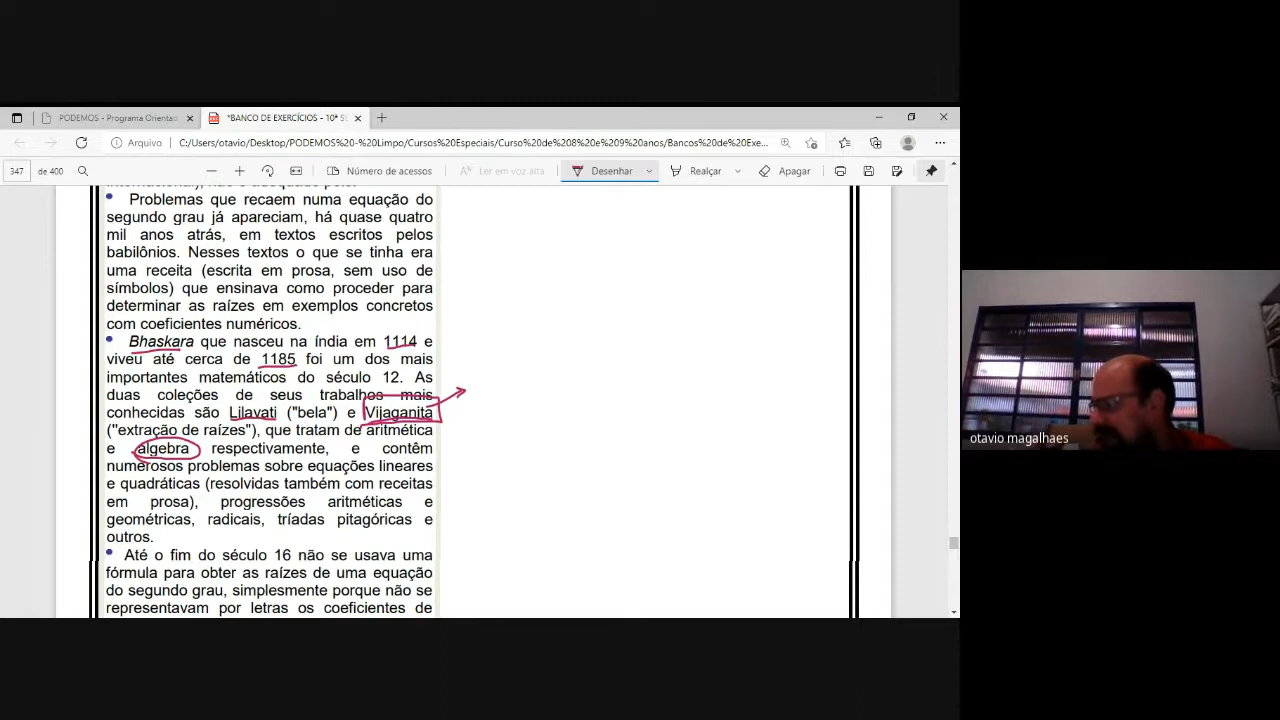 PODEMOS - Programa Orientac
*BANCO DE EXERCÍCIOS - 10ª SE
Arquivo
C:/Users/otavio/Desktop/PODEMOS%20-%20Limpo/Cursos%20Especiais/Curso%20de%208%20e%209%20anos/Bancos%20de%20Exe...
347 de 400
Número de acessos
Ler em voz alta
Desenhar
Realçar
Apagar
Problemas que recaem numa equação do
segundo grau já apareciam, há quase quatro
mil anos atrás, em textos escritos pelos
babilônios. Nesses textos o que se tinha era
uma receita (escrita em prosa, sem uso de
símbolos) que ensinava como proceder para
determinar as raízes em exemplos concretos
com coeficientes numéricos.
Bhaskara que nasceu na índia em 1114 e
viveu até cerca de 1185 foi um dos mais
importantes matemáticos do século 12. As
duas coleções de seus trabalhos mais
conhecidas são Lilavati ("bela") e Vijaganita
("extração de raízes"), que tratam de aritmética
e algebra respectivamente, e contêm
numerosos problemas sobre equações lineares
e quadráticas (resolvidas também com receitas
em prosa), progressões aritméticas e
geométricas, radicais, tríadas pitagóricas e
outros.
Até o fim do século 16 não se usava uma
fórmula para obter as raízes de uma equação
do segundo grau, simplesmente porque não se
representavam por letras os coeficientes de
otavio magalhaes